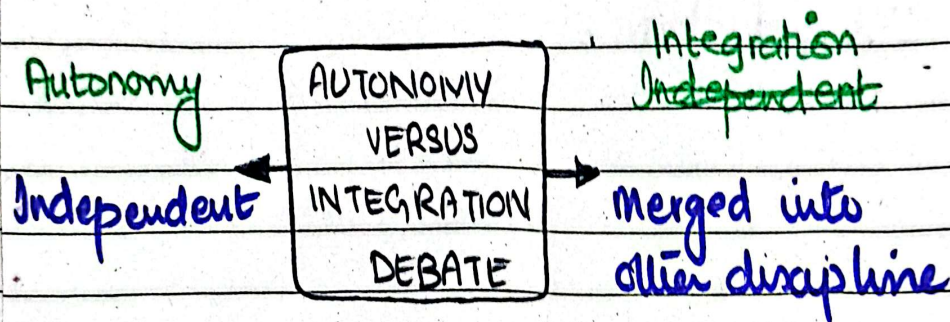 Autonomy
Independent
AUTONOMY
VERSUS
INTEGRATION
DEBATE
Integration
Independent
Merged into
other discipline